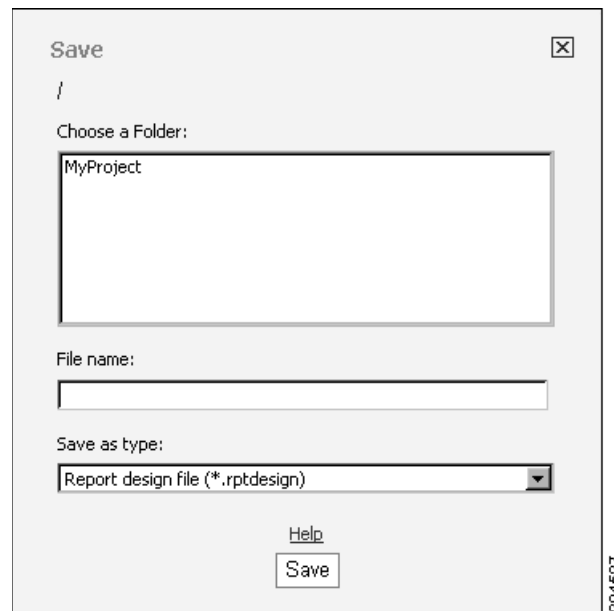 Save
/
Choose a Folder:
MyProject
File name:
Save as type:
Report design file (*.rptdesign)
Help
Save